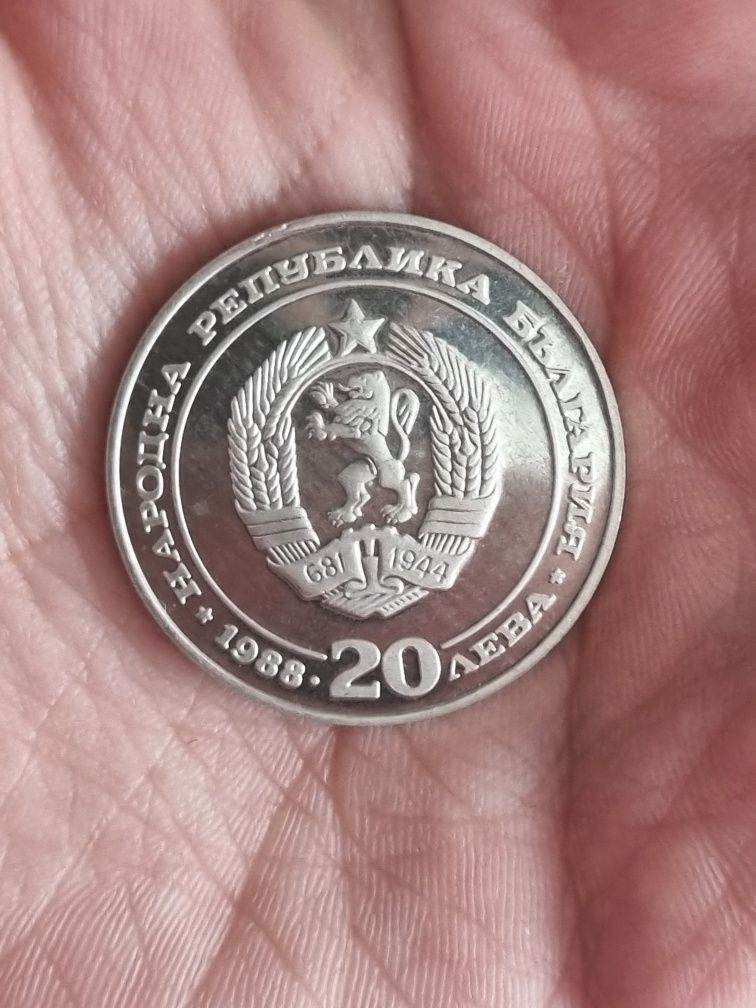 НАРОДНА РЕПУБЛИКА БЪЛГАРИЯ
681 1944
1988 · 20 ЛЕВА